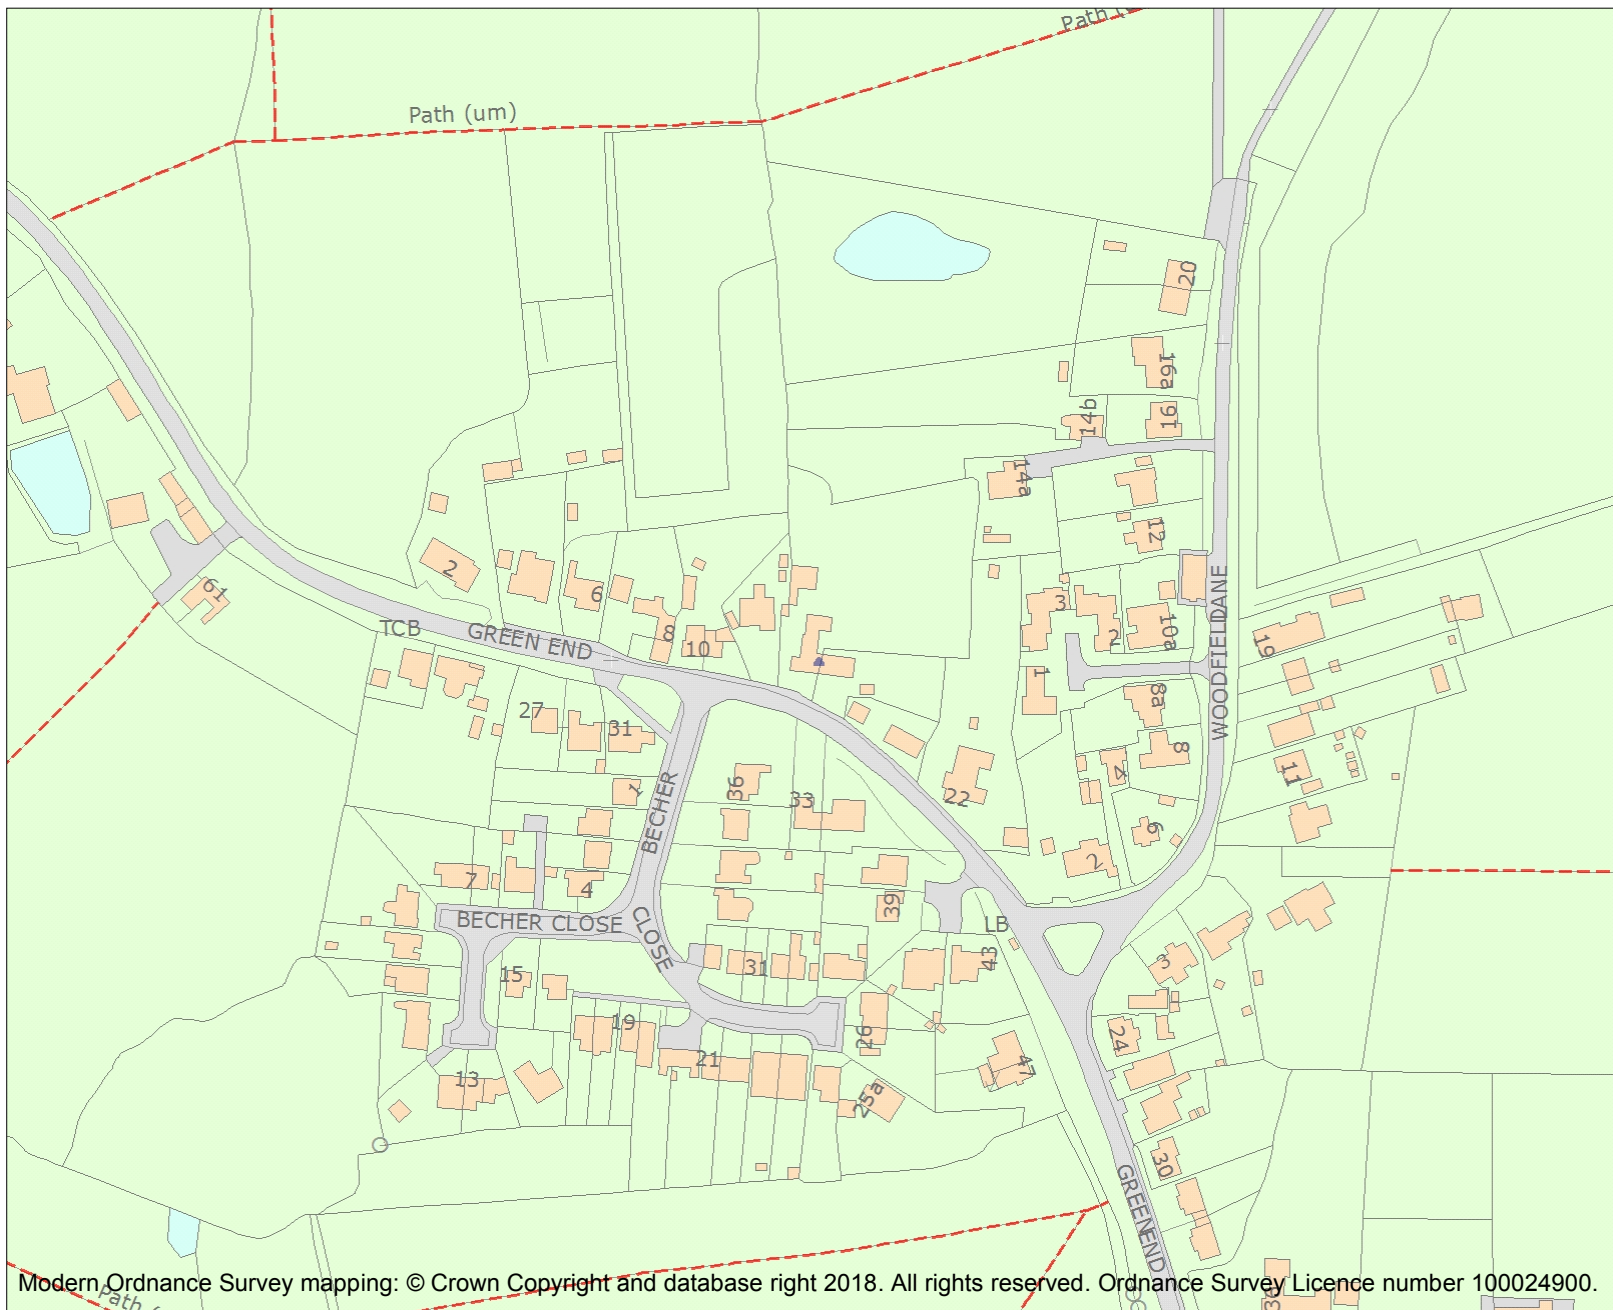 Path (
Path (um)
20
16a
14b
16
14a
12
2
6
61
3
8
2
10a
TCB
GREEN END
10
WOODFIELD
LANE
19
1
8a
27
31
8
36
1
4
11
33
22
BECHER
6
2
7
4
39
BECHER CLOSE
CLOSE
LB
43
31
3
15
1
19
26
24
21
47
13
25a
30
GREEN
END
Modern Ordnance Survey mapping: © Crown Copyright and database right 2018. All rights reserved. Ordnance Survey Licence number 100024900.
Path (